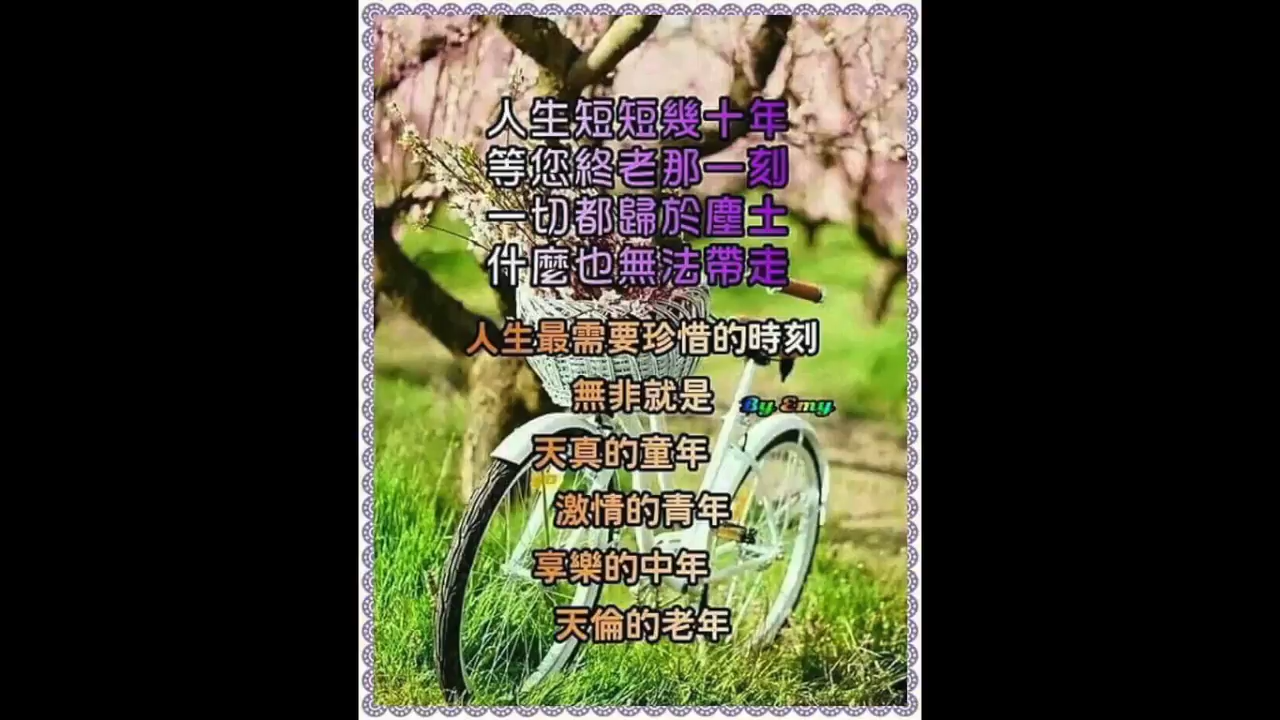 人生短短幾十年
等您終老那一刻
一切都歸於塵土
什麼也無法帶走
人生最需要珍惜的時刻
無非就是
By Emy
天真的童年
激情的青年
享樂的中年
天倫的老年